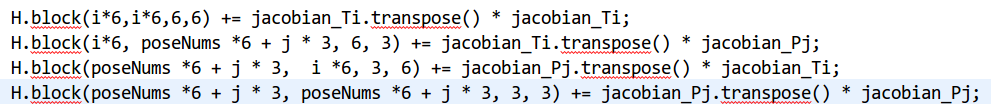 H.block(i*6,i*6,6,6) += jacobian_Ti.transpose() * jacobian_Ti;
H.block(i*6, poseNums *6 + j * 3, 6, 3) += jacobian_Ti.transpose() * jacobian_Pj;
H.block(poseNums *6 + j * 3,  i *6, 3, 6) += jacobian_Pj.transpose() * jacobian_Ti;
H.block(poseNums *6 + j * 3, poseNums *6 + j * 3, 3, 3) += jacobian_Pj.transpose() * jacobian_Pj;